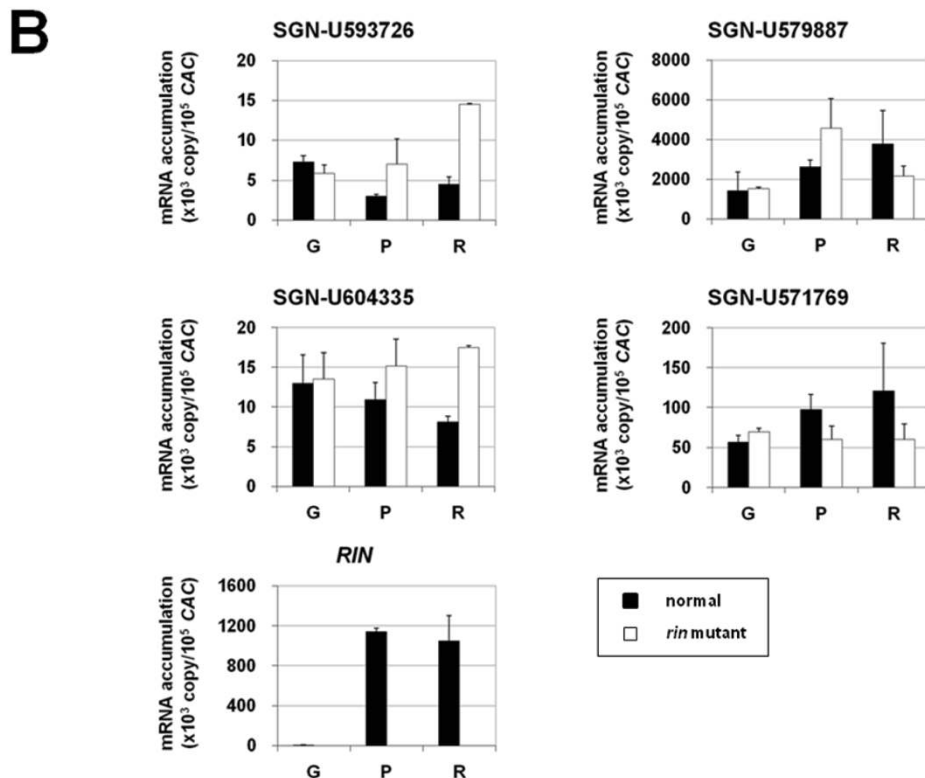 B
SGN-U593726
mRNA accumulation
(x10³ copy/10⁵ CAC)
20
15
10
5
0
G P R
SGN-U579887
mRNA accumulation
(x10³ copy/10⁵ CAC)
8000
6000
4000
2000
0
G P R
SGN-U604335
mRNA accumulation
(x10³ copy/10⁵ CAC)
20
15
10
5
0
G P R
SGN-U571769
mRNA accumulation
(x10³ copy/10⁵ CAC)
200
150
100
50
0
G P R
RIN
mRNA accumulation
(x10³ copy/10⁵ CAC)
1600
1200
800
400
0
G P R
normal
rin mutant